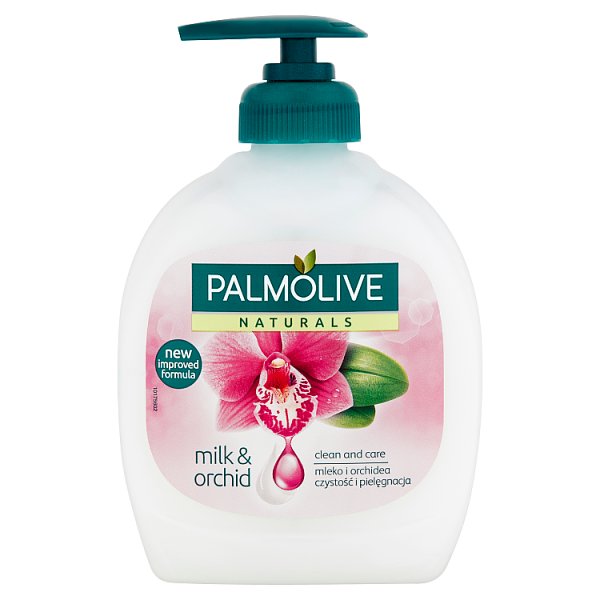 PALMOLIVE
NATURALS
new
improved
formula
milk &
orchid
clean and care
mleko i orchidea
czystość i pielęgnacja